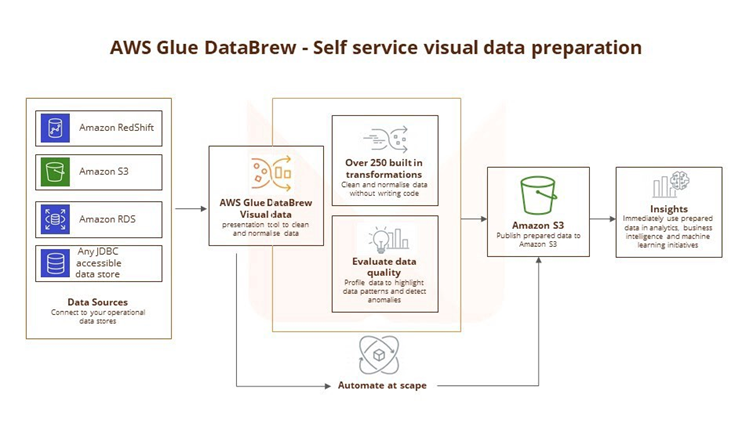 AWS Glue DataBrew - Self service visual data preparation
Amazon RedShift
Amazon S3
Amazon RDS
Any JDBC
accessible
data store
Data Sources
Connect to your operational
data stores
AWS Glue DataBrew
Visual data
presentation tool to clean
and normalise data
Over 250 built in
transformations
Clean and normalise data
without writing code
Evaluate data
quality
Profile data to highlight
data patterns and detect
anomalies
Automate at scape
Amazon S3
Publish prepared data to
Amazon S3
Insights
Immediately use prepared
data in analytics, business
intelligence and machine
learning initiatives